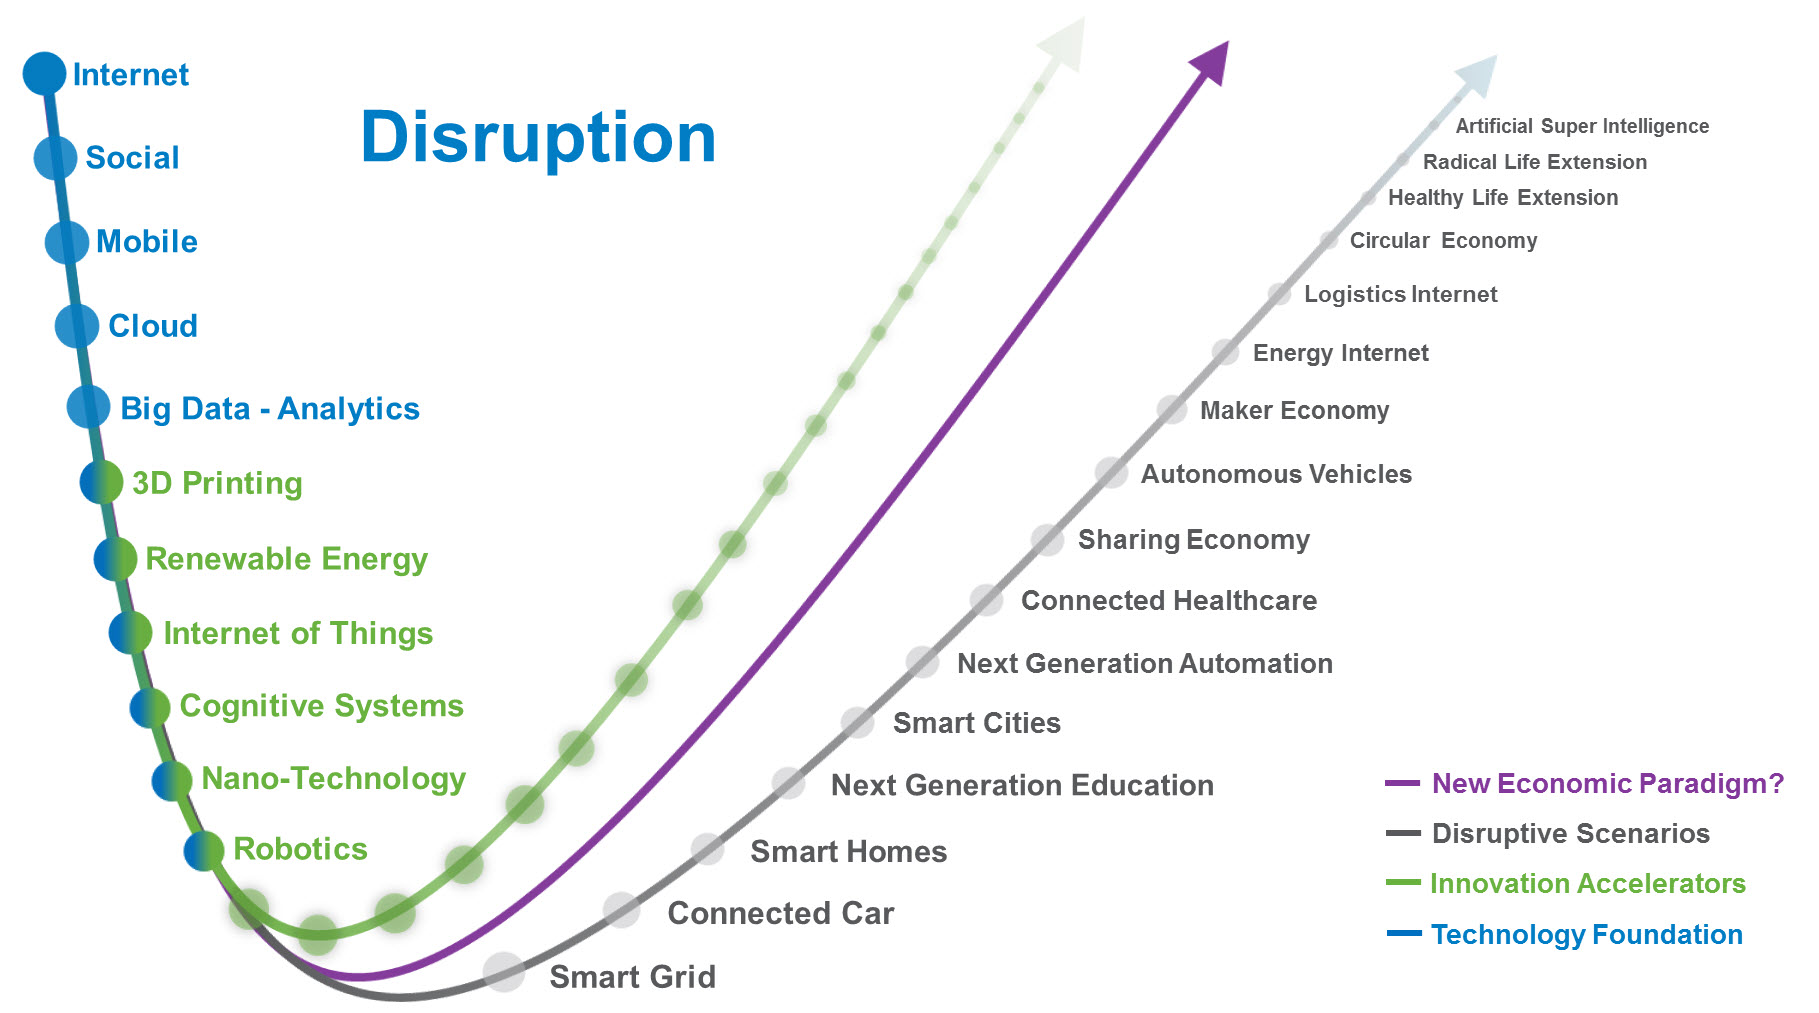 Disruption
Internet
Social
Mobile
Cloud
Big Data - Analytics
3D Printing
Renewable Energy
Internet of Things
Cognitive Systems
Nano-Technology
Robotics
Artificial Super Intelligence
Radical Life Extension
Healthy Life Extension
Circular Economy
Logistics Internet
Energy Internet
Maker Economy
Autonomous Vehicles
Sharing Economy
Connected Healthcare
Next Generation Automation
Smart Cities
Next Generation Education
Smart Homes
Connected Car
Smart Grid
New Economic Paradigm?
Disruptive Scenarios
Innovation Accelerators
Technology Foundation